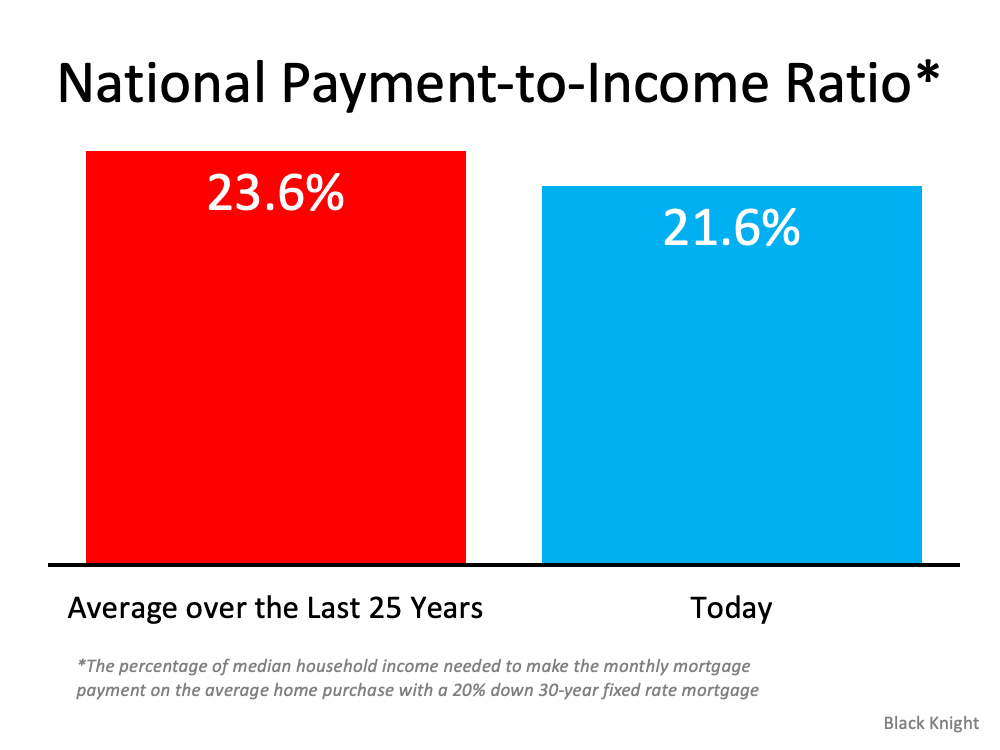 National Payment-to-Income Ratio*
23.6%
21.6%
Average over the Last 25 Years
Today
*The percentage of median household income needed to make the monthly mortgage
payment on the average home purchase with a 20% down 30-year fixed rate mortgage
Black Knight